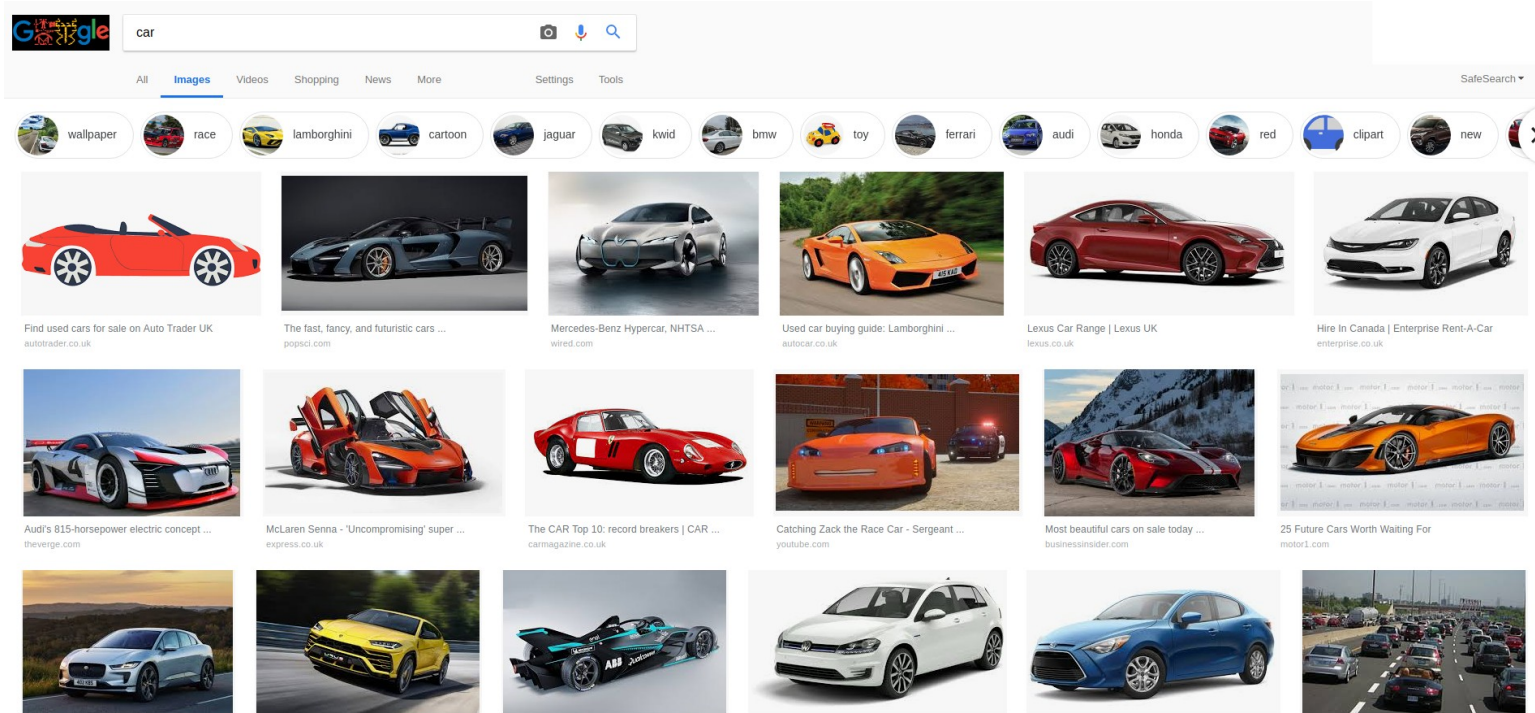 Google
car
All Images Videos Shopping News More Settings Tools SafeSearch
wallpaper race lamborghini cartoon jaguar kwid bmw toy ferrari audi honda red clipart new
415 KAO
Find used cars for sale on Auto Trader UK
autotrader.co.uk
The fast, fancy, and futuristic cars ...
popsci.com
Mercedes-Benz Hypercar, NHTSA ...
wired.com
Used car buying guide: Lamborghini ...
autocar.co.uk
Lexus Car Range | Lexus UK
lexus.co.uk
Hire In Canada | Enterprise Rent-A-Car
enterprise.co.uk
Audi's 815-horsepower electric concept ...
theverge.com
McLaren Senna - 'Uncompromising' super ...
express.co.uk
The CAR Top 10: record breakers | CAR ...
carmagazine.co.uk
Catching Zack the Race Car - Sergeant ...
youtube.com
Most beautiful cars on sale today ...
businessinsider.com
25 Future Cars Worth Waiting For
motor1.com
ABB
Qualcomm